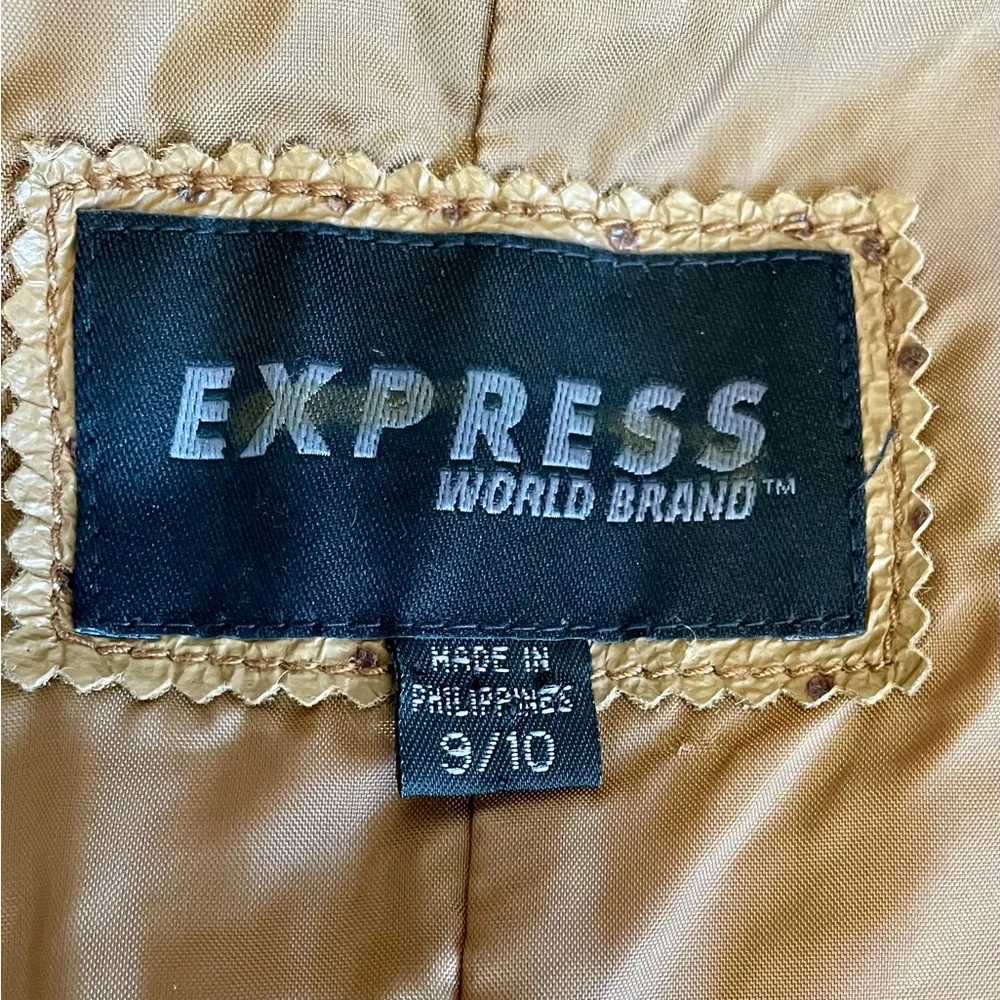 EXPRESS
WORLD BRAND™
MADE IN
PHILIPPINES
9/10